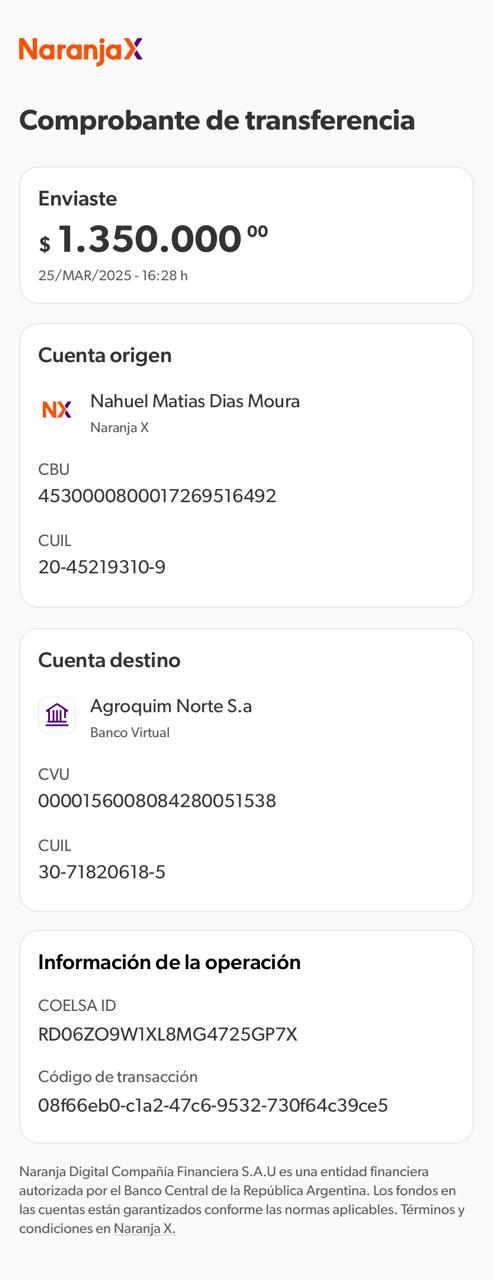 NaranjaX
Comprobante de transferencia
Enviaste
$ 1.350.000 00
25/MAR/2025 - 16:28 h
Cuenta origen
NX
Nahuel Matias Dias Moura
Naranja X
CBU
4530000800017269516492
CUIL
20-45219310-9
Cuenta destino
Agroquim Norte S.a
Banco Virtual
CVU
0000156008084280051538
CUIL
30-71820618-5
Información de la operación
COELSA ID
RD06ZO9W1XL8MG4725GP7X
Código de transacción
08f66eb0-c1a2-47c6-9532-730f64c39ce5
Naranja Digital Compañía Financiera S.A.U es una entidad financiera
autorizada por el Banco Central de la República Argentina. Los fondos en
las cuentas están garantizados conforme las normas aplicables. Términos y
condiciones en Naranja X.